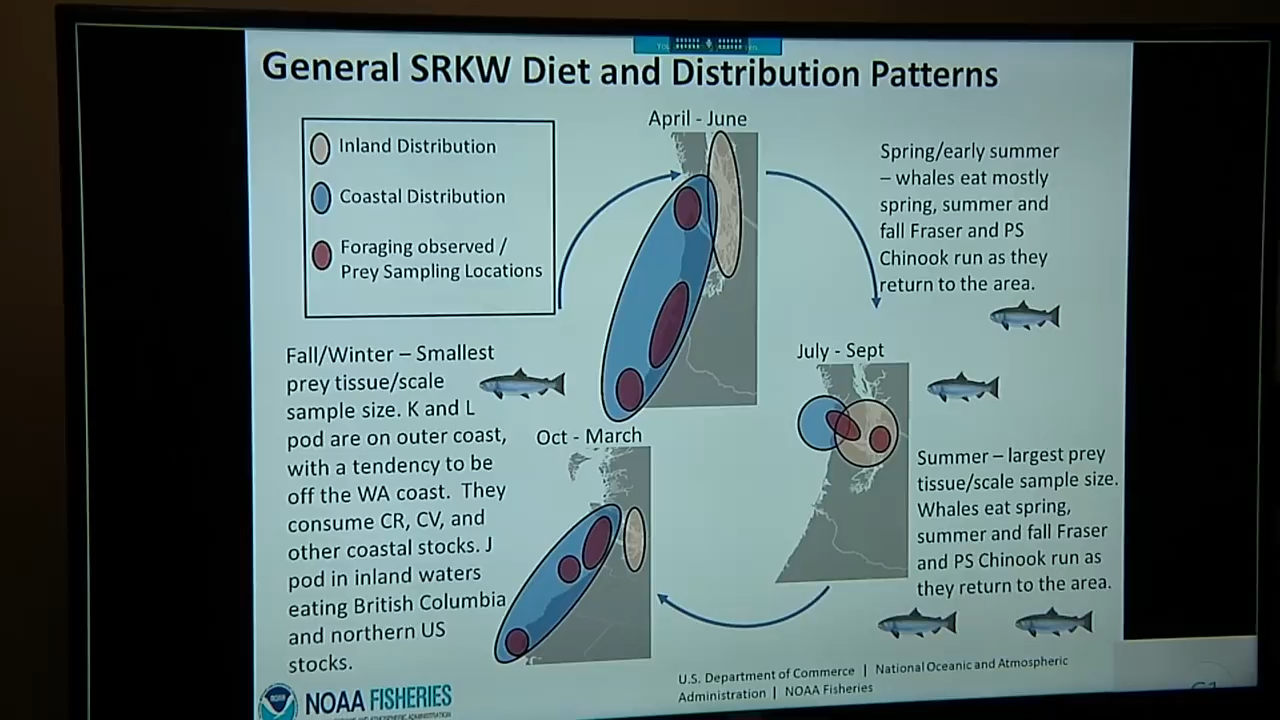 General SRKW Diet and Distribution Patterns
Inland Distribution
Coastal Distribution
Foraging observed /
Prey Sampling Locations
April - June
Spring/early summer
– whales eat mostly
spring, summer and
fall Fraser and PS
Chinook run as they
return to the area.
July - Sept
Summer – largest prey
tissue/scale sample size.
Whales eat spring,
summer and fall Fraser
and PS Chinook run as
they return to the area.
Oct - March
Fall/Winter – Smallest
prey tissue/scale
sample size. K and L
pod are on outer coast,
with a tendency to be
off the WA coast. They
consume CR, CV, and
other coastal stocks. J
pod in inland waters
eating British Columbia
and northern US
stocks.
NOAA FISHERIES
U.S. Department of Commerce | National Oceanic and Atmospheric
Administration | NOAA Fisheries